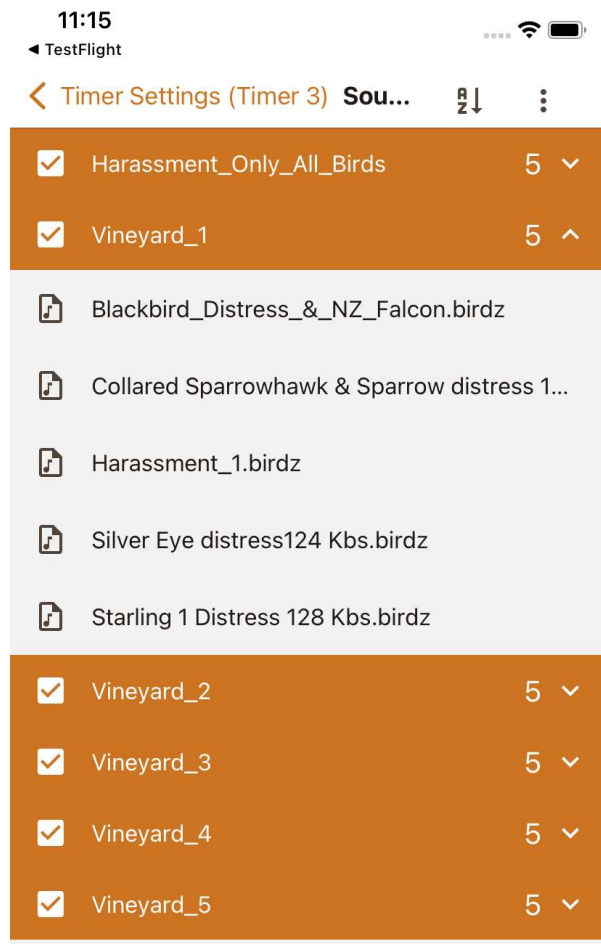 11:15
◀ TestFlight
Timer Settings (Timer 3) Sou...
Harassment_Only_All_Birds 5
Vineyard_1 5
Blackbird_Distress_&_NZ_Falcon.birdz
Collared Sparrowhawk & Sparrow distress 1...
Harassment_1.birdz
Silver Eye distress124 Kbs.birdz
Starling 1 Distress 128 Kbs.birdz
Vineyard_2 5
Vineyard_3 5
Vineyard_4 5
Vineyard_5 5